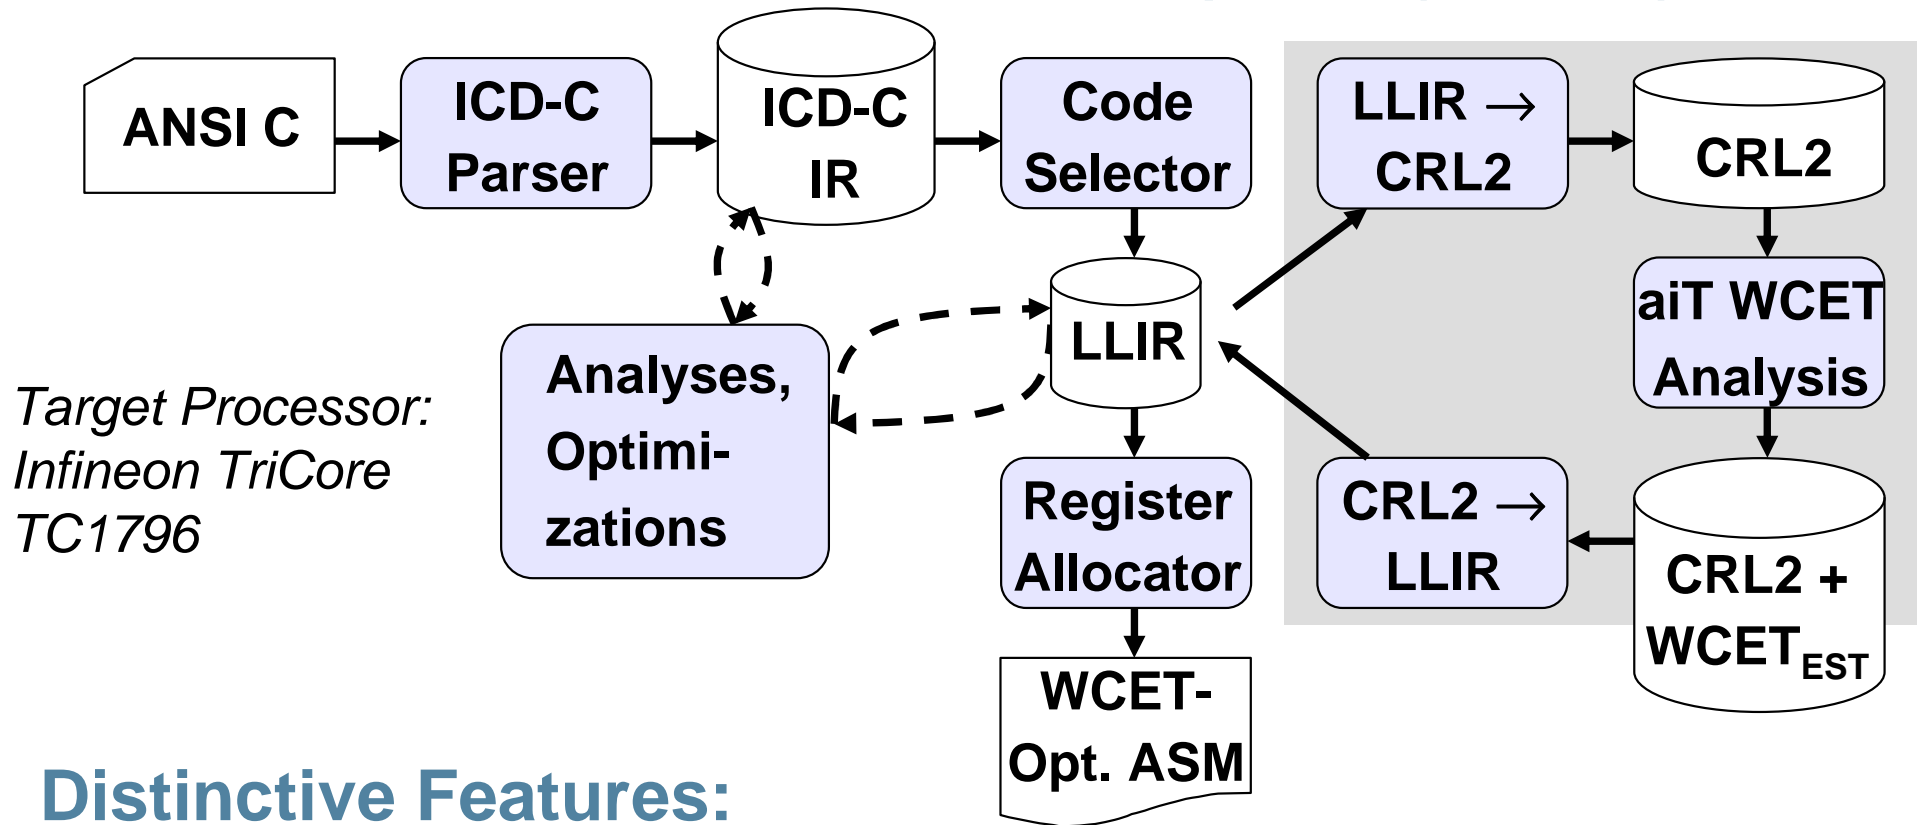 ANSI C
ICD-C
Parser
ICD-C
IR
Code
Selector
LLIR →
CRL2
CRL2
aiT WCET
Analysis
LLIR
Analyses,
Optimi-
zations
Target Processor:
Infineon TriCore
TC1796
Register
Allocator
CRL2 →
LLIR
CRL2 +
WCET_EST
WCET-
Opt. ASM
Distinctive Features: